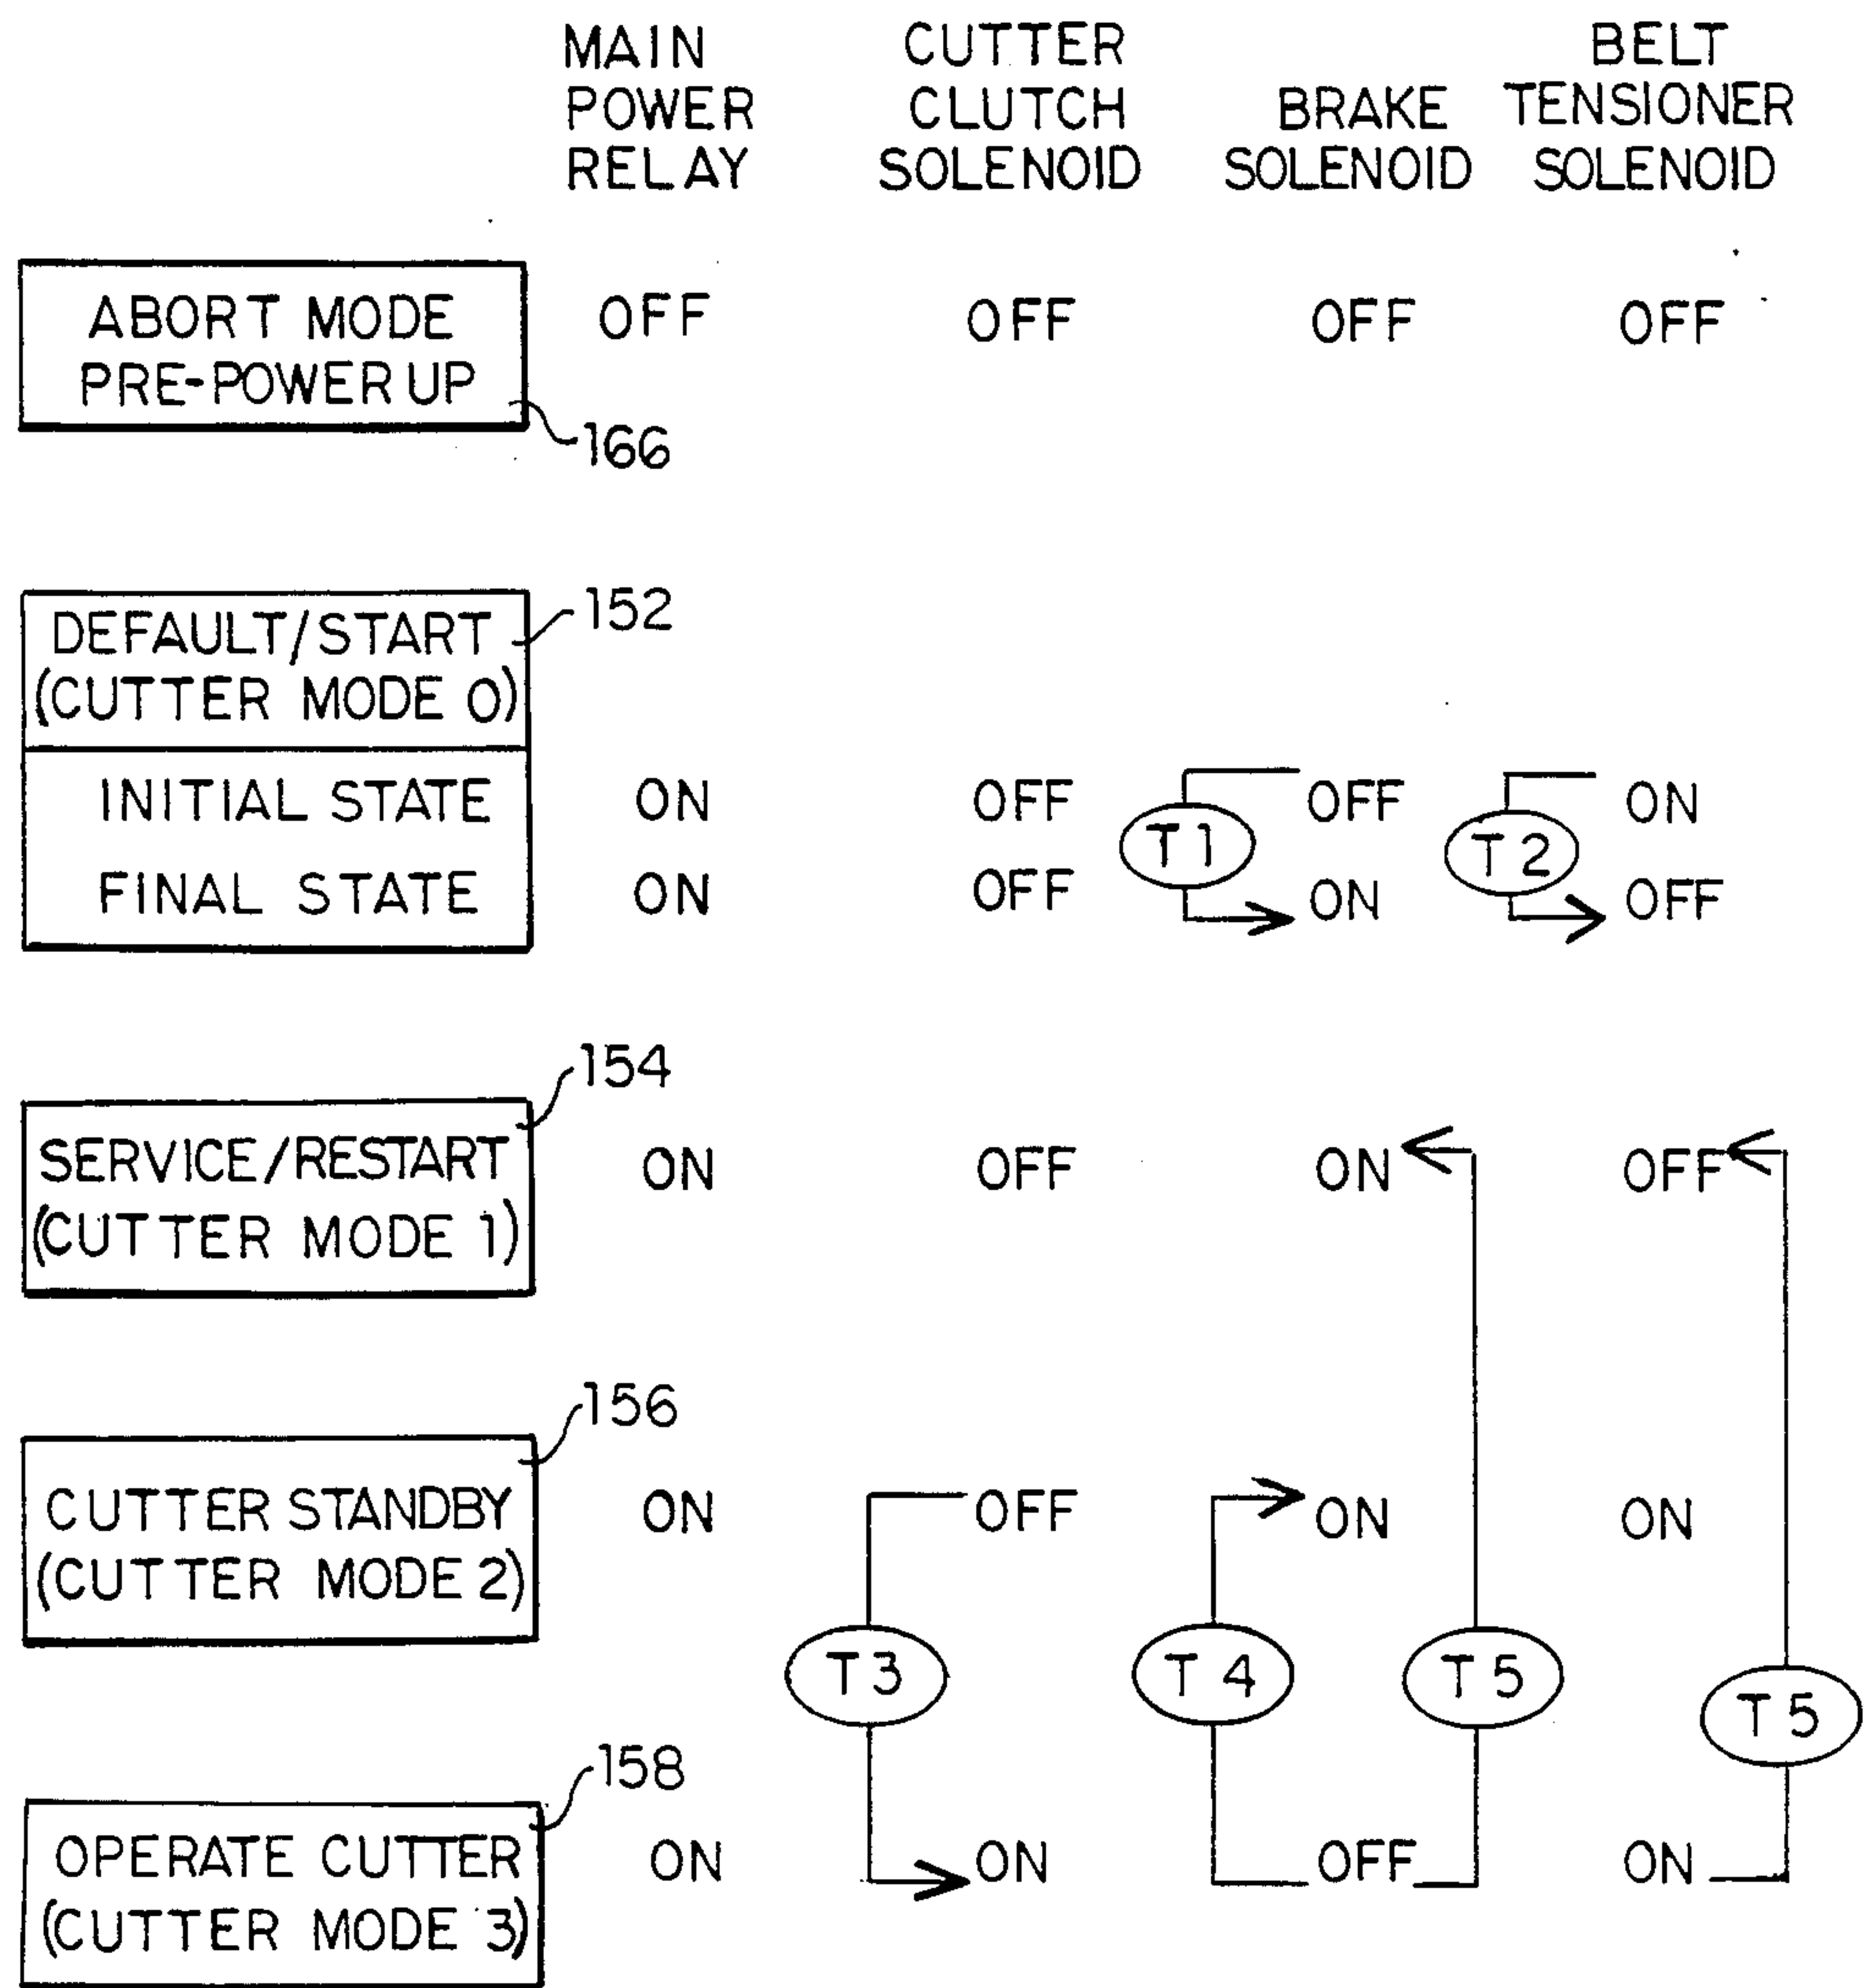 MAIN POWER RELAY
CUTTER CLUTCH SOLENOID
BRAKE SOLENOID
BELT TENSIONER SOLENOID
ABORT MODE OFF OFF OFF OFF
PRE-POWER UP
166
DEFAULT/START 152
(CUTTER MODE 0)
INITIAL STATE ON OFF OFF ON
T1 T2
FINAL STATE ON OFF ON OFF
154
SERVICE/RESTART ON OFF ON OFF
(CUTTER MODE 1)
156
CUTTER STANDBY ON OFF ON ON
(CUTTER MODE 2)
T3 T4 T5 T5
158
OPERATE CUTTER ON ON OFF ON
(CUTTER MODE 3)